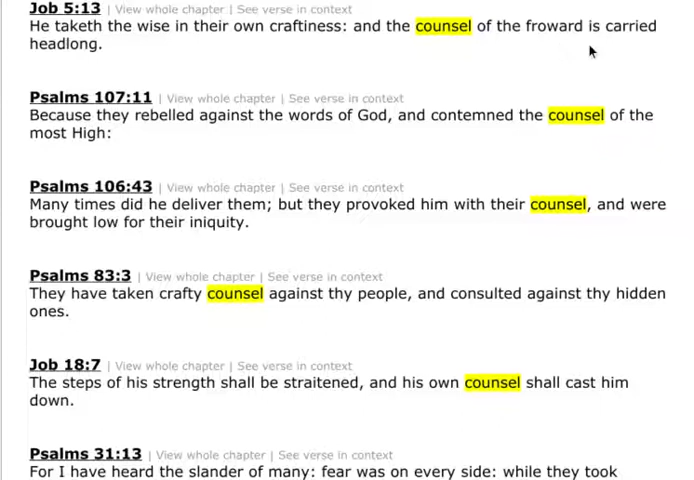 Job 5:13 | View whole chapter | See verse in context
He taketh the wise in their own craftiness: and the counsel of the froward is carried
headlong.
Psalms 107:11 | View whole chapter | See verse in context
Because they rebelled against the words of God, and contemned the counsel of the
most High:
Psalms 106:43 | View whole chapter | See verse in context
Many times did he deliver them; but they provoked him with their counsel, and were
brought low for their iniquity.
Psalms 83:3 | View whole chapter | See verse in context
They have taken crafty counsel against thy people, and consulted against thy hidden
ones.
Job 18:7 | View whole chapter | See verse in context
The steps of his strength shall be straitened, and his own counsel shall cast him
down.
Psalms 31:13 | View whole chapter | See verse in context
For I have heard the slander of many: fear was on every side: while they took